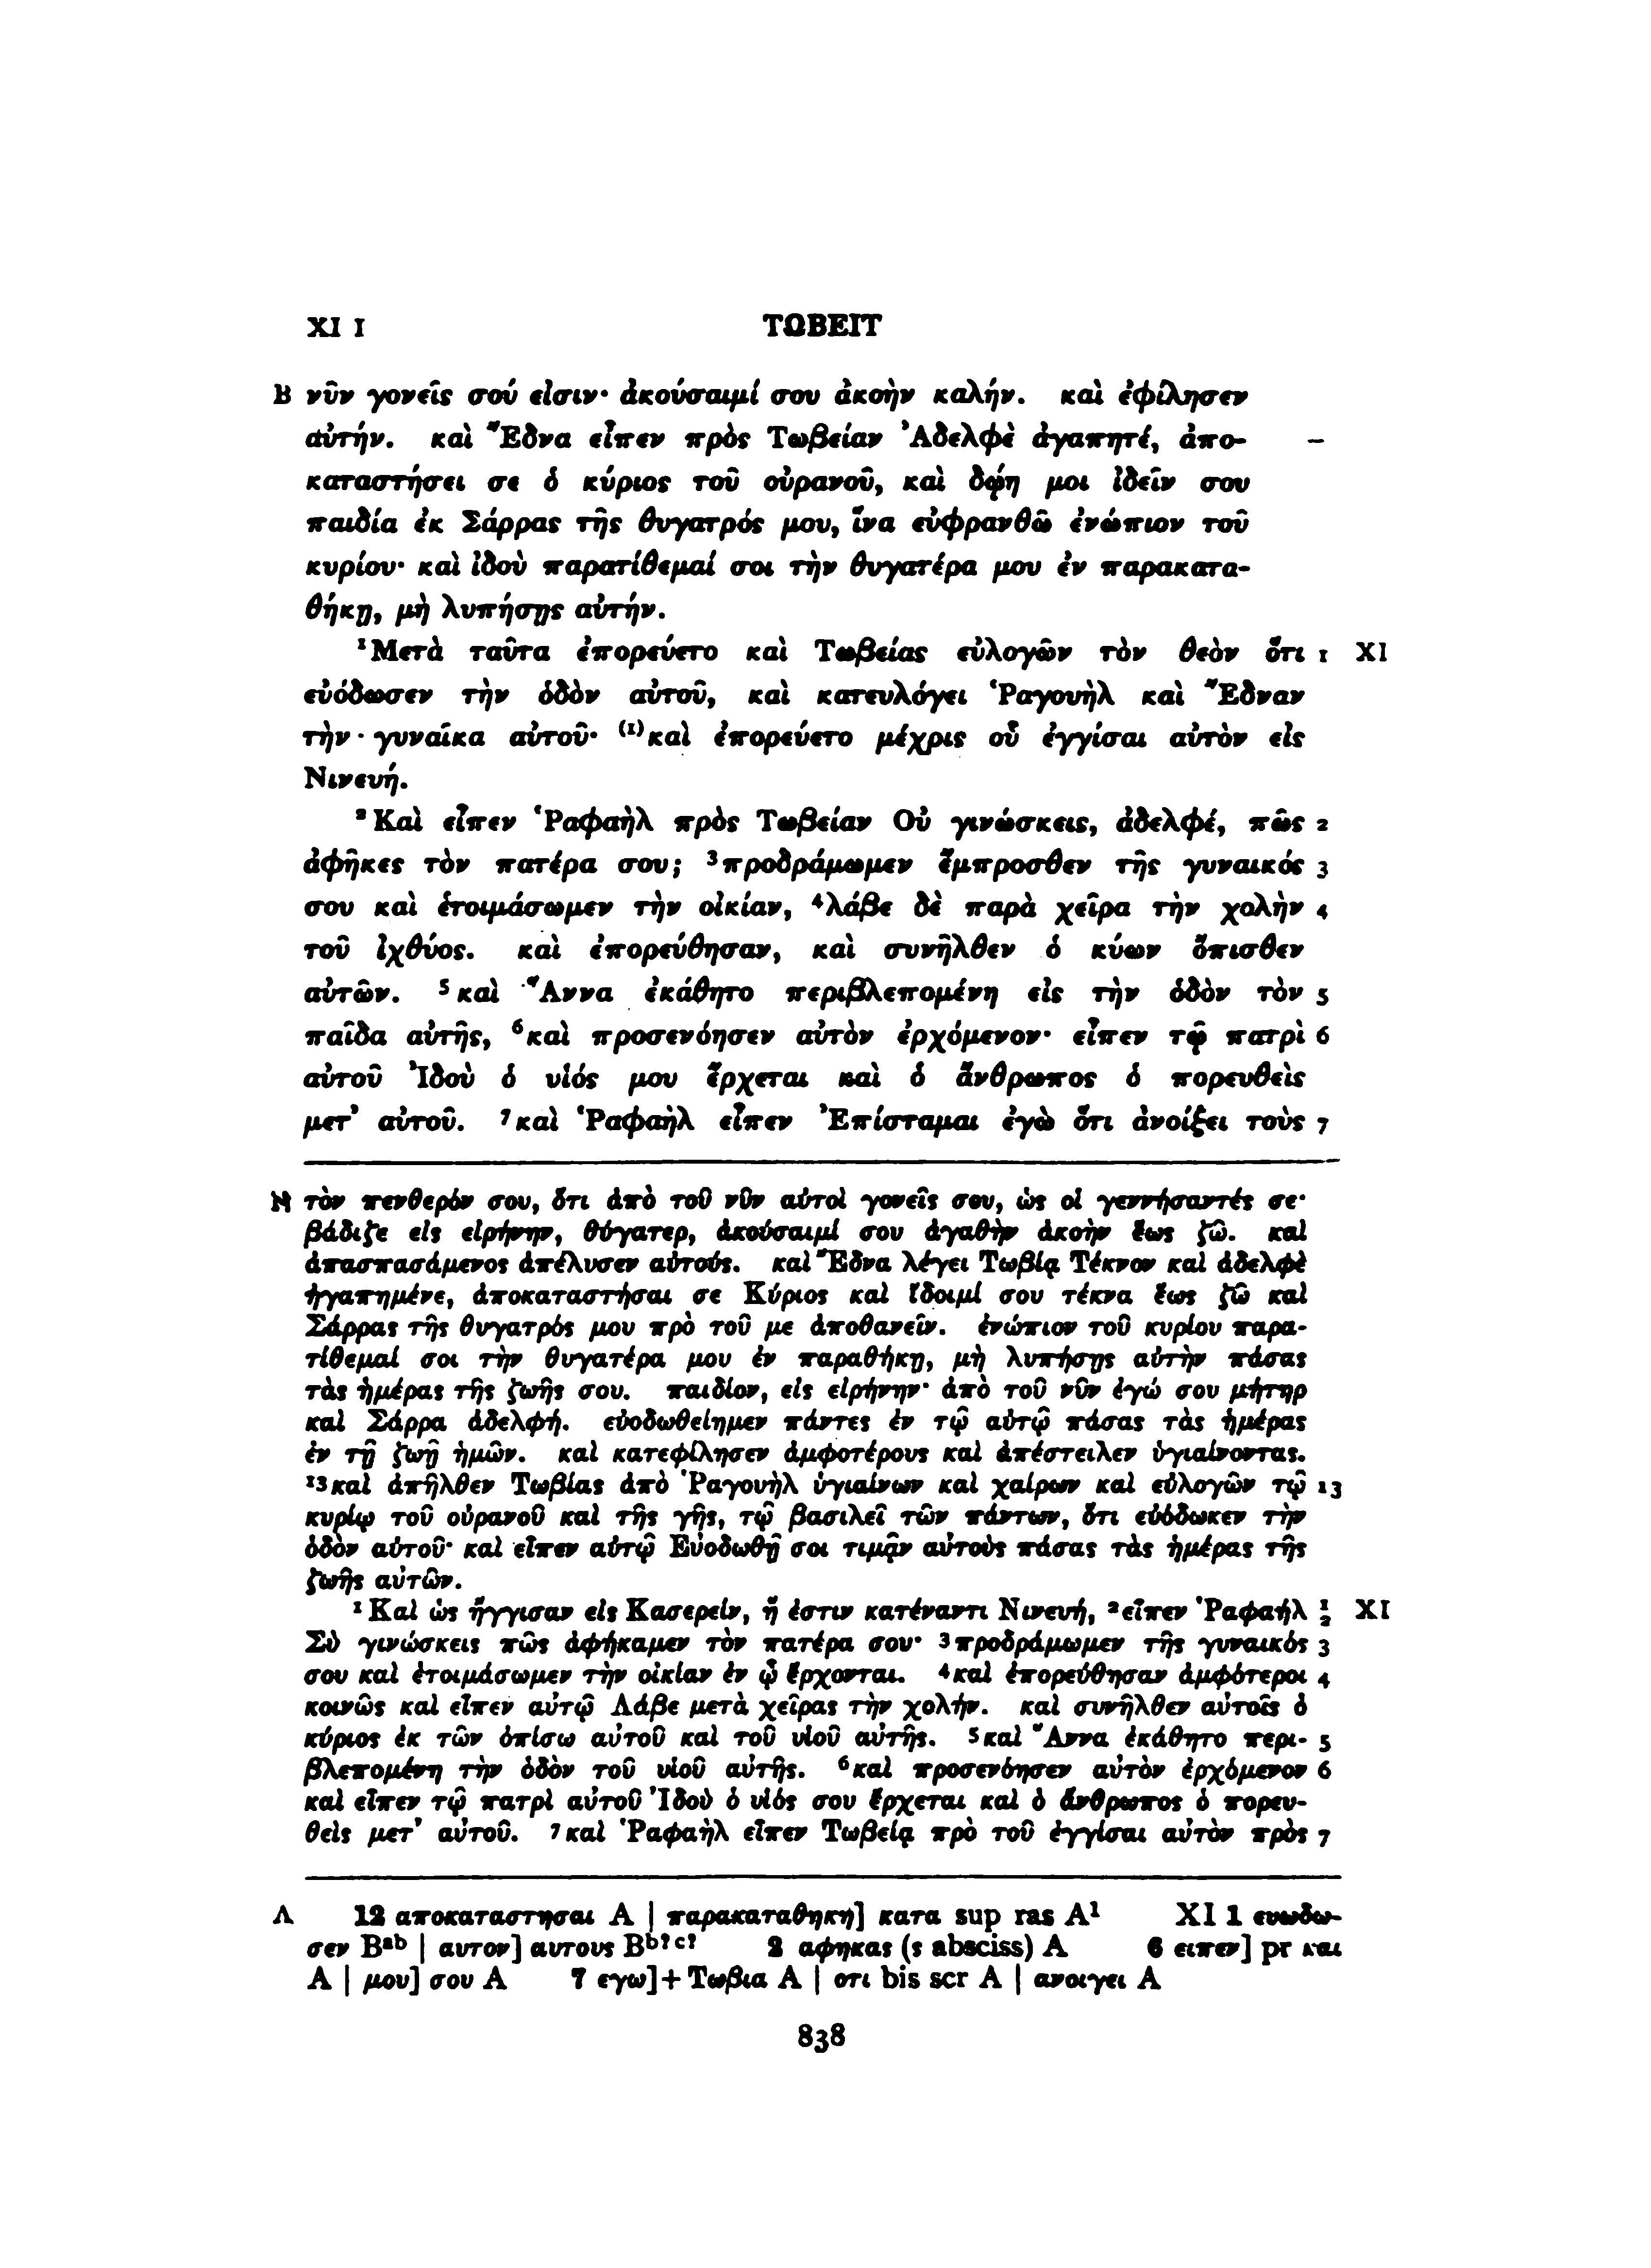 XI 1 ΤΩΒΕΙΤ
B νῦν γονεῖς σού εἰσιν· ἀκούσαιμί σου ἀκοὴν καλήν. καὶ ἐφίλησεν
αὐτήν. καὶ Ἔδνα εἶπεν πρὸς Τωβείαν Ἀδελφὲ ἀγαπητέ, ἀπο-
καταστήσει σε ὁ κύριος τοῦ οὐρανοῦ, καὶ δῴη μοι ἰδεῖν σου
παιδία ἐκ Σάρρας τῆς θυγατρός μου, ἵνα εὐφρανθῶ ἐνώπιον τοῦ
κυρίου· καὶ ἰδοὺ παρατίθεμαί σοι τὴν θυγατέρα μου ἐν παρακατα-
θήκῃ, μὴ λυπήσῃς αὐτήν.
¹Μετὰ ταῦτα ἐπορεύετο καὶ Τωβείας εὐλογῶν τὸν θεὸν ὅτι 1 XI
εὐόδωσεν τὴν ὁδὸν αὐτοῦ, καὶ κατευλόγει Ῥαγουὴλ καὶ Ἔδναν
τὴν γυναῖκα αὐτοῦ· ⁽¹⁾καὶ ἐπορεύετο μέχρις οὗ ἐγγίσαι αὐτὸν εἰς
Νινευή.
²Καὶ εἶπεν Ῥαφαὴλ πρὸς Τωβείαν Οὐ γινώσκεις, ἀδελφέ, πῶς 2
ἀφῆκες τὸν πατέρα σου; ³προδράμωμεν ἔμπροσθεν τῆς γυναικός 3
σου καὶ ἑτοιμάσωμεν τὴν οἰκίαν, ⁴λάβε δὲ παρὰ χεῖρα τὴν χολὴν 4
τοῦ ἰχθύος. καὶ ἐπορεύθησαν, καὶ συνῆλθεν ὁ κύων ὄπισθεν
αὐτῶν. ⁵καὶ Ἄννα ἐκάθητο περιβλεπομένη εἰς τὴν ὁδὸν τὸν 5
παῖδα αὐτῆς, ⁶καὶ προσενόησεν αὐτὸν ἐρχόμενον· εἶπεν τῷ πατρὶ 6
αὐτοῦ Ἰδοὺ ὁ υἱός μου ἔρχεται καὶ ὁ ἄνθρωπος ὁ πορευθεὶς
μετ᾽ αὐτοῦ. ⁷καὶ Ῥαφαὴλ εἶπεν Ἐπίσταμαι ἐγὼ ὅτι ἀνοίξει τοὺς 7
א τὸν πενθερόν σου, ὅτι ἀπὸ τοῦ νῦν αὐτοὶ γονεῖς σου, ὡς οἱ γεννήσαντές σε·
βάδιζε εἰς εἰρήνην, θύγατερ, ἀκούσαιμί σου ἀγαθὴν ἀκοὴν ἕως ζῶ. καὶ
ἀπασπασάμενος ἀπέλυσεν αὐτούς. καὶ Ἔδνα λέγει Τωβίᾳ Τέκνον καὶ ἀδελφὲ
ἠγαπημένε, ἀποκαταστήσαι σε Κύριος καὶ ἴδοιμί σου τέκνα ἕως ζῶ καὶ
Σάρρας τῆς θυγατρός μου πρὸ τοῦ με ἀποθανεῖν. ἐνώπιον τοῦ κυρίου παρα-
τίθεμαί σοι τὴν θυγατέρα μου ἐν παραθήκῃ, μὴ λυπήσῃς αὐτὴν πάσας
τὰς ἡμέρας τῆς ζωῆς σου. παιδίον, εἰς εἰρήνην· ἀπὸ τοῦ νῦν ἐγώ σου μήτηρ
καὶ Σάρρα ἀδελφή. εὐοδωθείημεν πάντες ἐν τῷ αὐτῷ πάσας τὰς ἡμέρας
ἐν τῇ ζωῇ ἡμῶν. καὶ κατεφίλησεν ἀμφοτέρους καὶ ἀπέστειλεν ὑγιαίνοντας.
¹³καὶ ἀπῆλθεν Τωβίας ἀπὸ Ῥαγουὴλ ὑγιαίνων καὶ χαίρων καὶ εὐλογῶν τῷ 13
κυρίῳ τοῦ οὐρανοῦ καὶ τῆς γῆς, τῷ βασιλεῖ τῶν πάντων, ὅτι εὐόδωκεν τὴν
ὁδὸν αὐτοῦ· καὶ εἶπεν αὐτῷ Εὐοδώθη σοι τιμᾷν αὐτοὺς πάσας τὰς ἡμέρας τῆς
ζωῆς αὐτῶν.
¹Καὶ ὡς ἤγγισαν εἰς Κασερείν, ἥ ἐστιν κατέναντι Νινευή, ²εἶπεν Ῥαφαήλ 1 2 XI
Σὺ γινώσκεις πῶς ἀφήκαμεν τὸν πατέρα σου· ³προδράμωμεν τῆς γυναικός 3
σου καὶ ἑτοιμάσωμεν τὴν οἰκίαν ἐν ᾧ ἔρχονται. ⁴καὶ ἐπορεύθησαν ἀμφότεροι 4
κοινῶς καὶ εἶπεν αὐτῷ Λάβε μετὰ χεῖρας τὴν χολήν. καὶ συνῆλθεν αὐτοῖς ὁ
κύριος ἐκ τῶν ὀπίσω αὐτοῦ καὶ τοῦ υἱοῦ αὐτῆς. ⁵καὶ Ἄννα ἐκάθητο περι- 5
βλεπομένη τὴν ὁδὸν τοῦ υἱοῦ αὐτῆς. ⁶καὶ προσενόησεν αὐτὸν ἐρχόμενον 6
καὶ εἶπεν τῷ πατρὶ αὐτοῦ Ἰδοὺ ὁ υἱός σου ἔρχεται καὶ ὁ ἄνθρωπος ὁ πορευ-
θεὶς μετ᾽ αὐτοῦ. ⁷καὶ Ῥαφαὴλ εἶπεν Τωβείᾳ πρὸ τοῦ ἐγγίσαι αὐτὸν πρὸς 7
A 12 αποκαταστησαι A | παρακαταθηκη] κατα sup ras A¹ XI 1 ευωδω-
σεν Bᵃᵇ | αυτον] αυτους Bᵇ?ᶜ? 2 αφηκας (s absciss) A 6 ειπεν] pr και
A | μου] σου A 7 εγω]+Τωβια A | οτι bis scr A | ανοιγει A
838